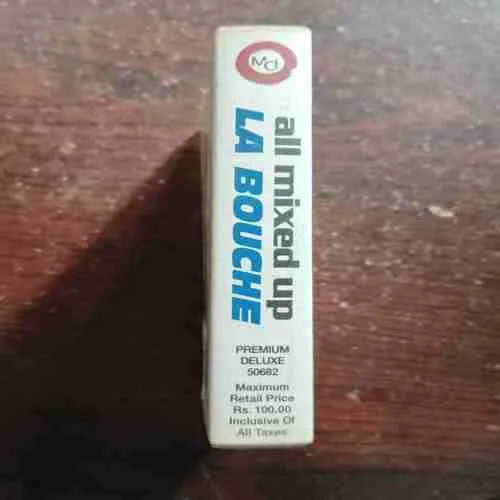 MCI
all mixed up
LA BOUCHE
PREMIUM
DELUXE
50682
Maximum
Retail Price
Rs. 100.00
Inclusive Of
All Taxes